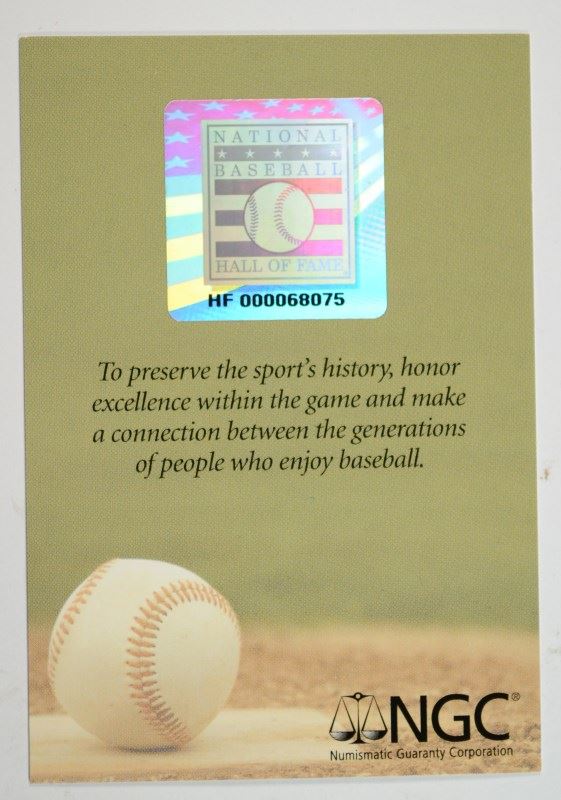 NATIONAL
BASEBALL
HALL OF FAME
HF 000068075
To preserve the sport's history, honor
excellence within the game and make
a connection between the generations
of people who enjoy baseball.
NGC®
Numismatic Guaranty Corporation